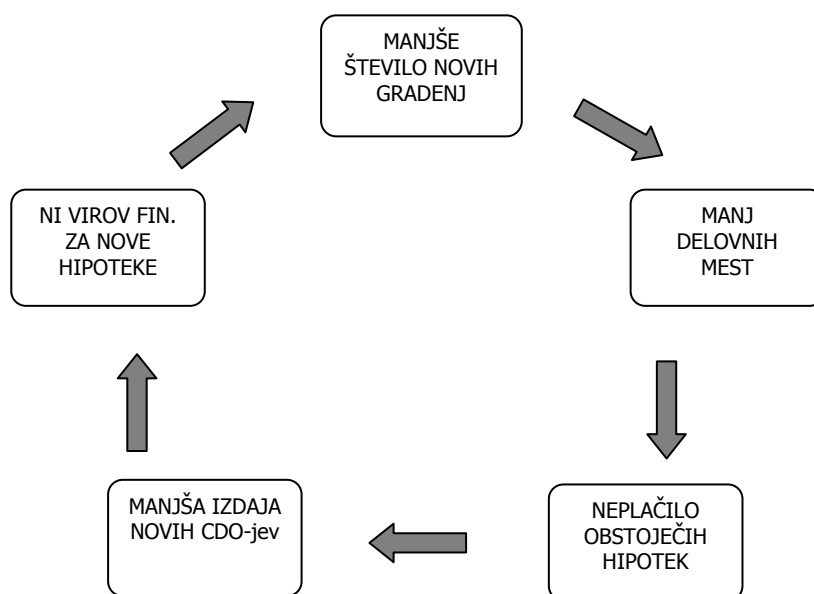 MANJŠE
ŠTEVILO NOVIH
GRADENJ
NI VIROV FIN.
ZA NOVE
HIPOTEKE
MANJ
DELOVNIH
MEST
MANJŠA IZDAJA
NOVIH CDO-jev
NEPLAČILO
OBSTOJEČIH
HIPOTEK